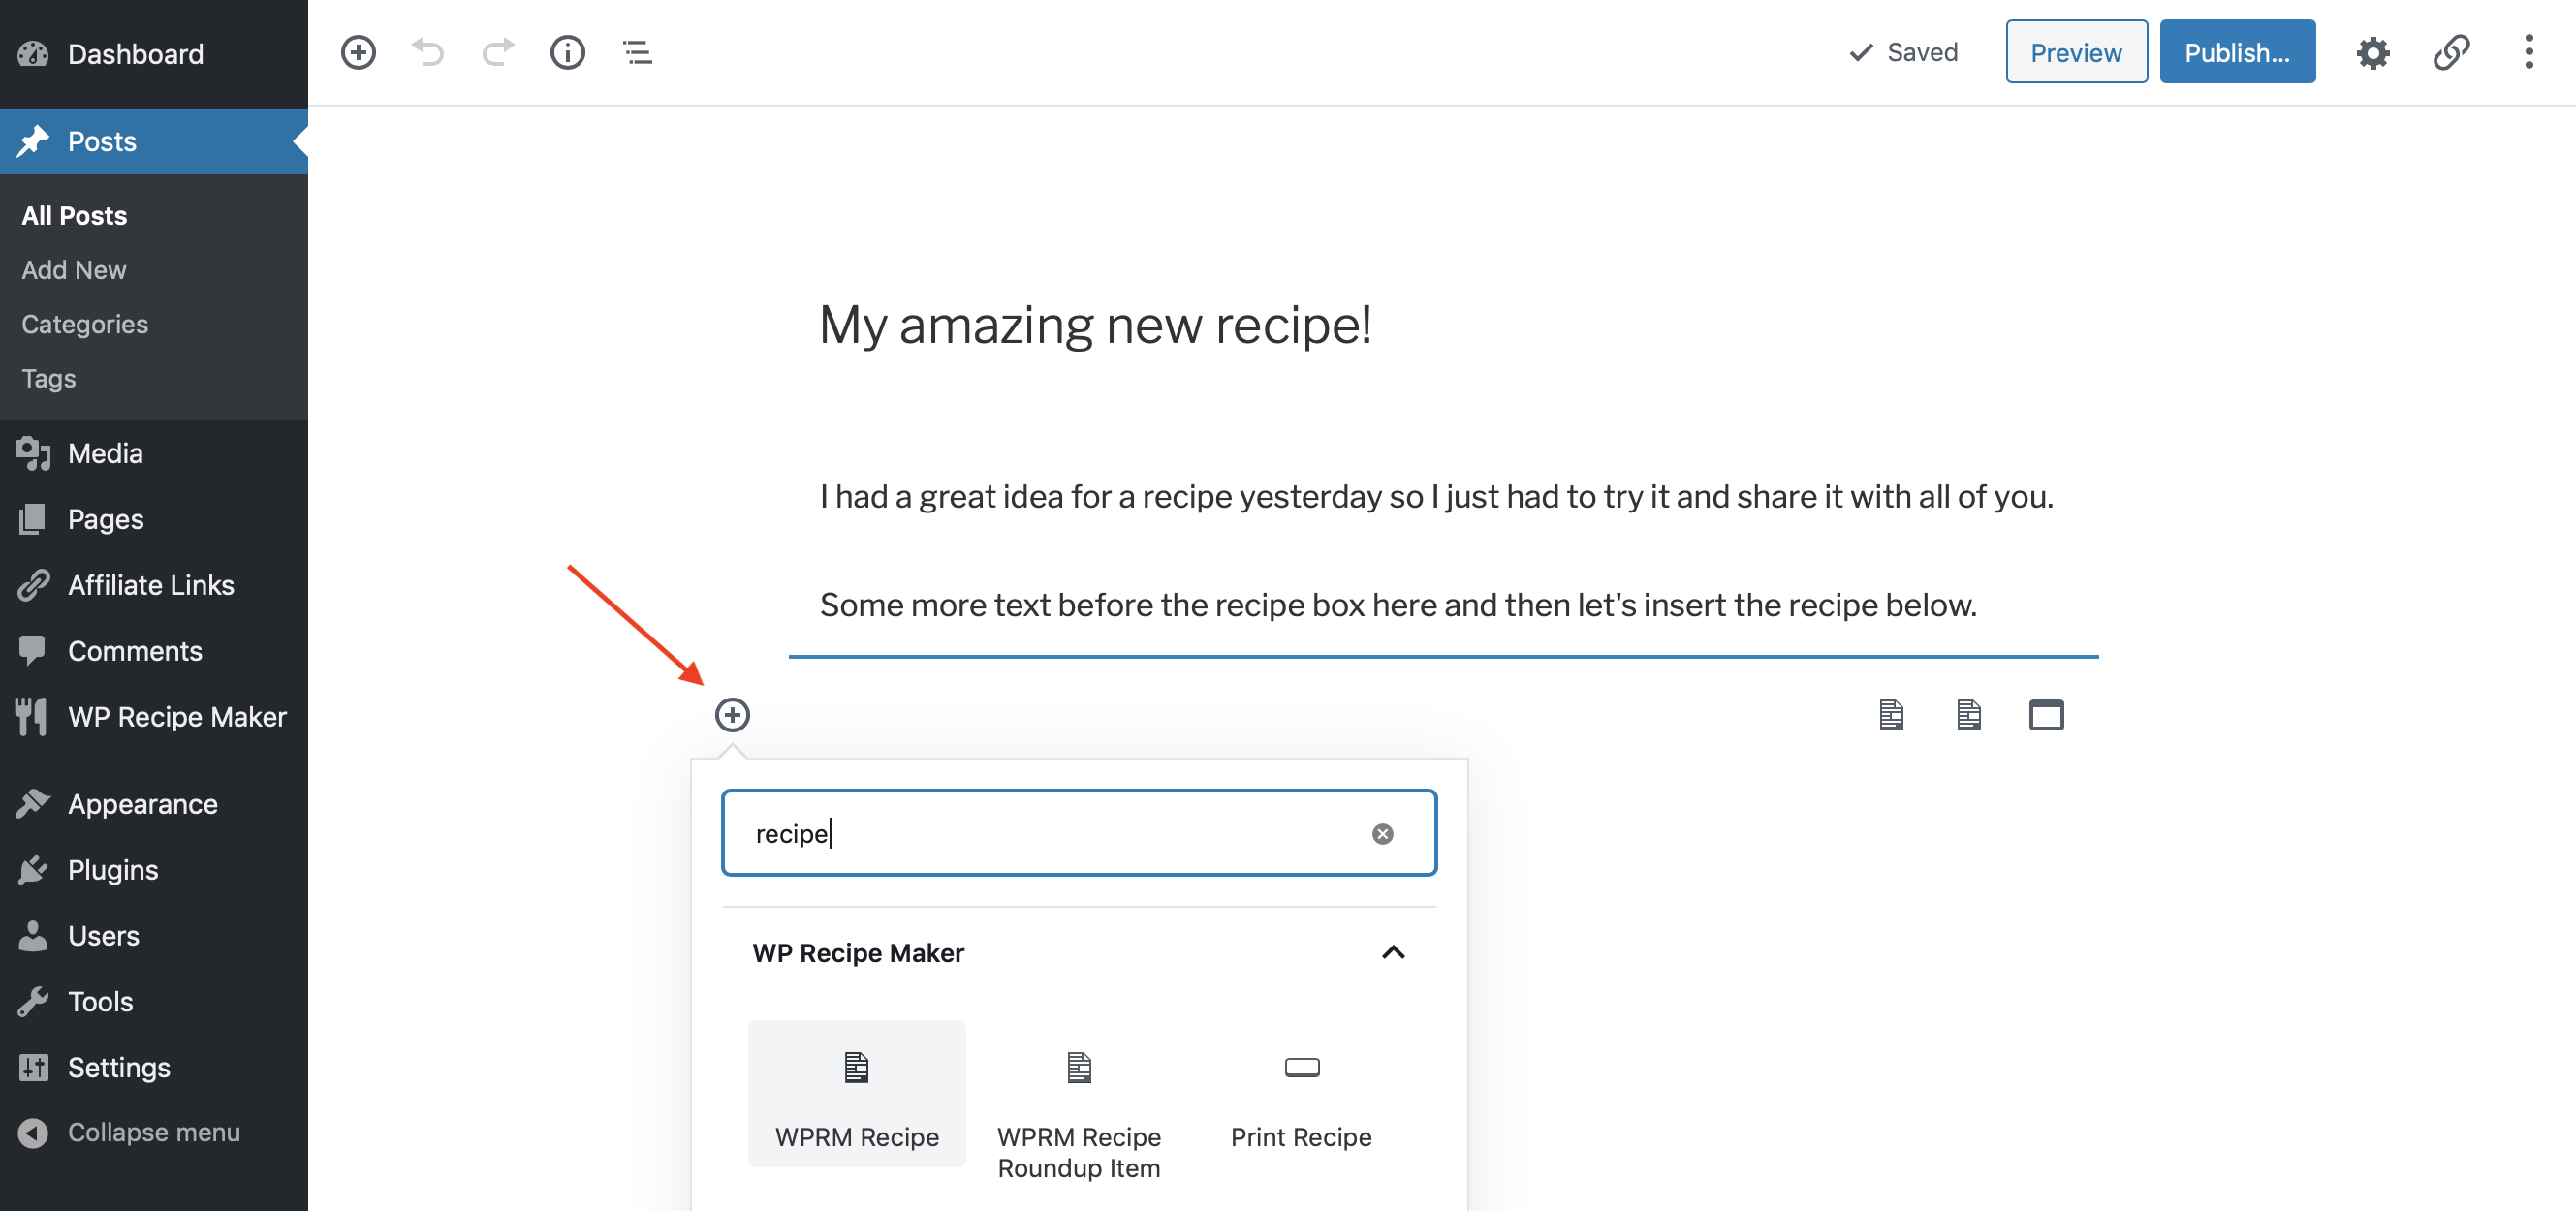 Dashboard
Posts
All Posts
Add New
Categories
Tags
Media
Pages
Affiliate Links
Comments
WP Recipe Maker
Appearance
Plugins
Users
Tools
Settings
Collapse menu
Saved
Preview
Publish...
My amazing new recipe!
I had a great idea for a recipe yesterday so I just had to try it and share it with all of you.
Some more text before the recipe box here and then let's insert the recipe below.
recipe
WP Recipe Maker
WPRM Recipe
WPRM Recipe
Roundup Item
Print Recipe